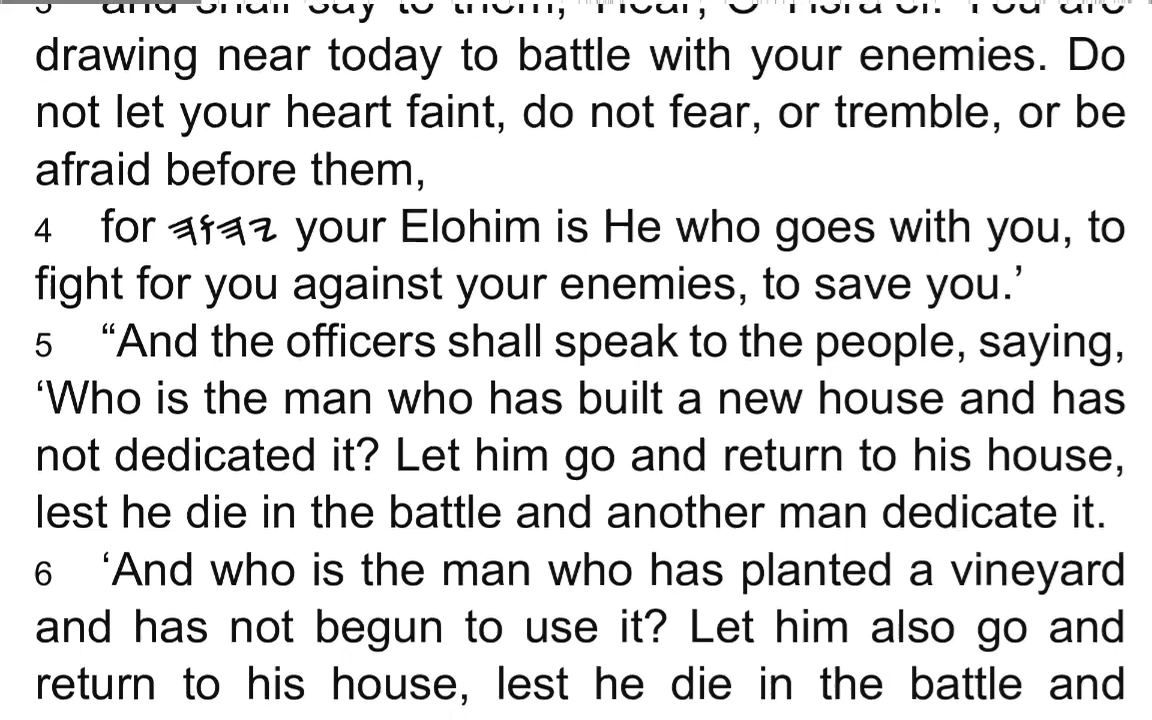 drawing near today to battle with your enemies. Do
not let your heart faint, do not fear, or tremble, or be
afraid before them,
4 for 𐤉𐤄𐤅𐤄 your Elohim is He who goes with you, to
fight for you against your enemies, to save you.’
5 “And the officers shall speak to the people, saying,
‘Who is the man who has built a new house and has
not dedicated it? Let him go and return to his house,
lest he die in the battle and another man dedicate it.
6 ‘And who is the man who has planted a vineyard
and has not begun to use it? Let him also go and
return to his house, lest he die in the battle and